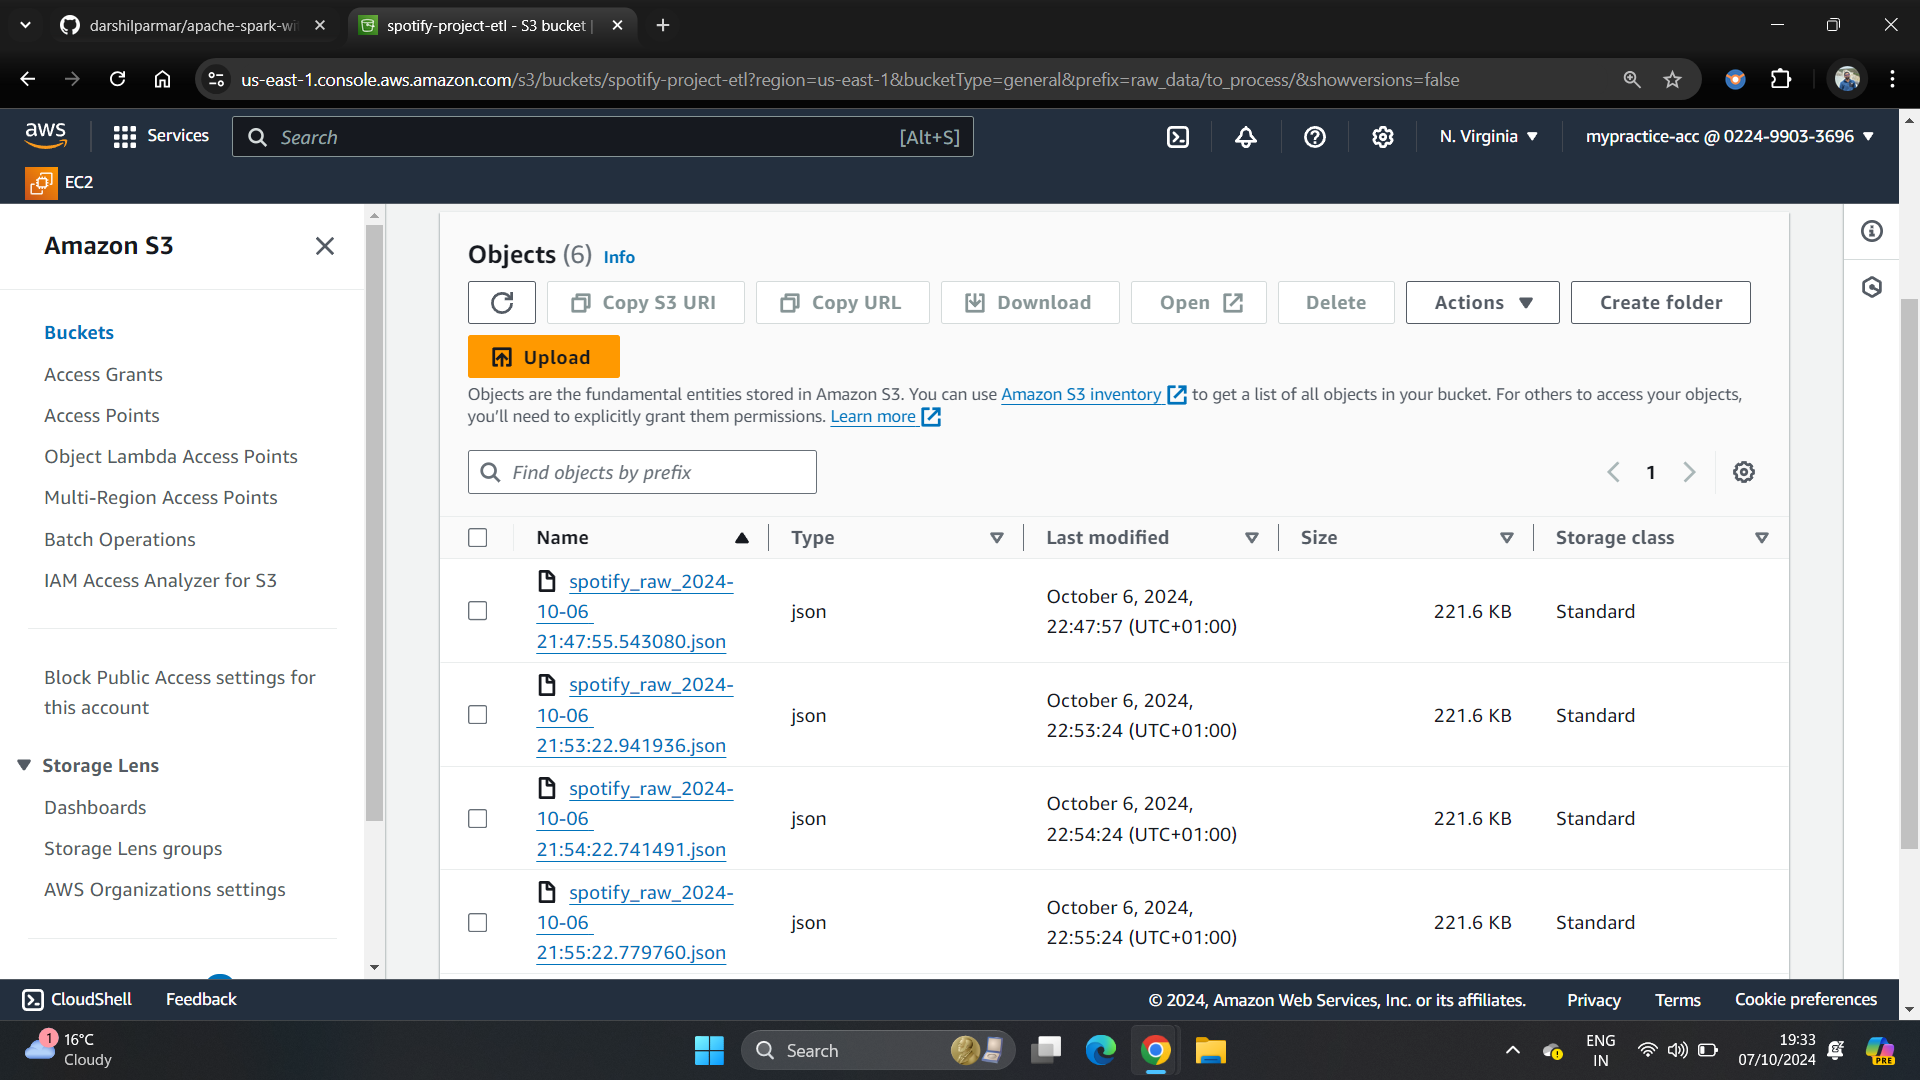 darshilparmar/apache-spark-wi
spotify-project-etl - S3 bucket |
us-east-1.console.aws.amazon.com/s3/buckets/spotify-project-etl?region=us-east-1&bucketType=general&prefix=raw_data/to_process/&showversions=false
aws
Services
Search
[Alt+S]
N. Virginia
mypractice-acc @ 0224-9903-3696
EC2
Amazon S3
Buckets
Access Grants
Access Points
Object Lambda Access Points
Multi-Region Access Points
Batch Operations
IAM Access Analyzer for S3
Block Public Access settings for
this account
Storage Lens
Dashboards
Storage Lens groups
AWS Organizations settings
Objects (6) Info
Copy S3 URI
Copy URL
Download
Open
Delete
Actions
Create folder
Upload
Objects are the fundamental entities stored in Amazon S3. You can use Amazon S3 inventory to get a list of all objects in your bucket. For others to access your objects,
you'll need to explicitly grant them permissions. Learn more
Find objects by prefix
1
Name Type Last modified Size Storage class
spotify_raw_2024-
10-06
21:47:55.543080.json
json
October 6, 2024,
22:47:57 (UTC+01:00)
221.6 KB
Standard
spotify_raw_2024-
10-06
21:53:22.941936.json
json
October 6, 2024,
22:53:24 (UTC+01:00)
221.6 KB
Standard
spotify_raw_2024-
10-06
21:54:22.741491.json
json
October 6, 2024,
22:54:24 (UTC+01:00)
221.6 KB
Standard
spotify_raw_2024-
10-06
21:55:22.779760.json
json
October 6, 2024,
22:55:24 (UTC+01:00)
221.6 KB
Standard
CloudShell
Feedback
© 2024, Amazon Web Services, Inc. or its affiliates.
Privacy
Terms
Cookie preferences
1
16°C
Cloudy
Search
ENG
IN
19:33
07/10/2024
PRE